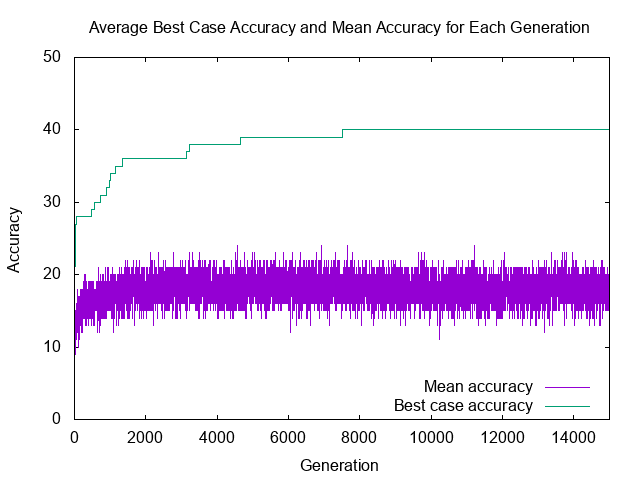 Average Best Case Accuracy and Mean Accuracy for Each Generation
50
40
30
20
10
0
Accuracy
Mean accuracy
Best case accuracy
0 2000 4000 6000 8000 10000 12000 14000
Generation